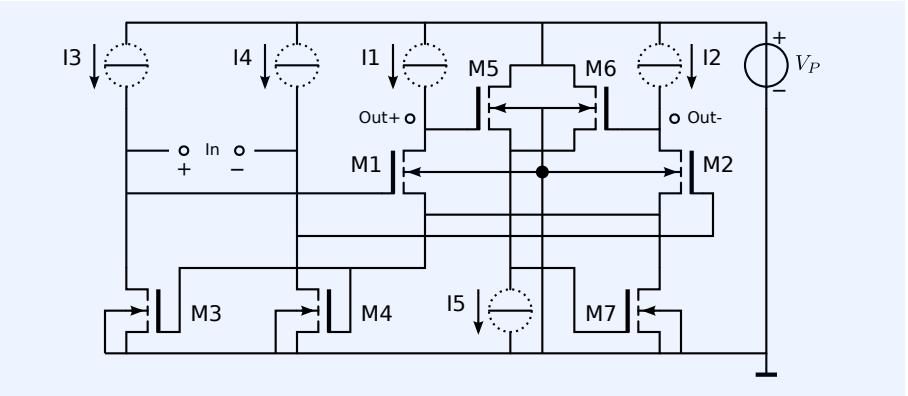 I3
I4
I1
M5
M6
I2
+
V_P
−
Out+
Out-
In
+
−
M1
M2
M3
M4
I5
M7